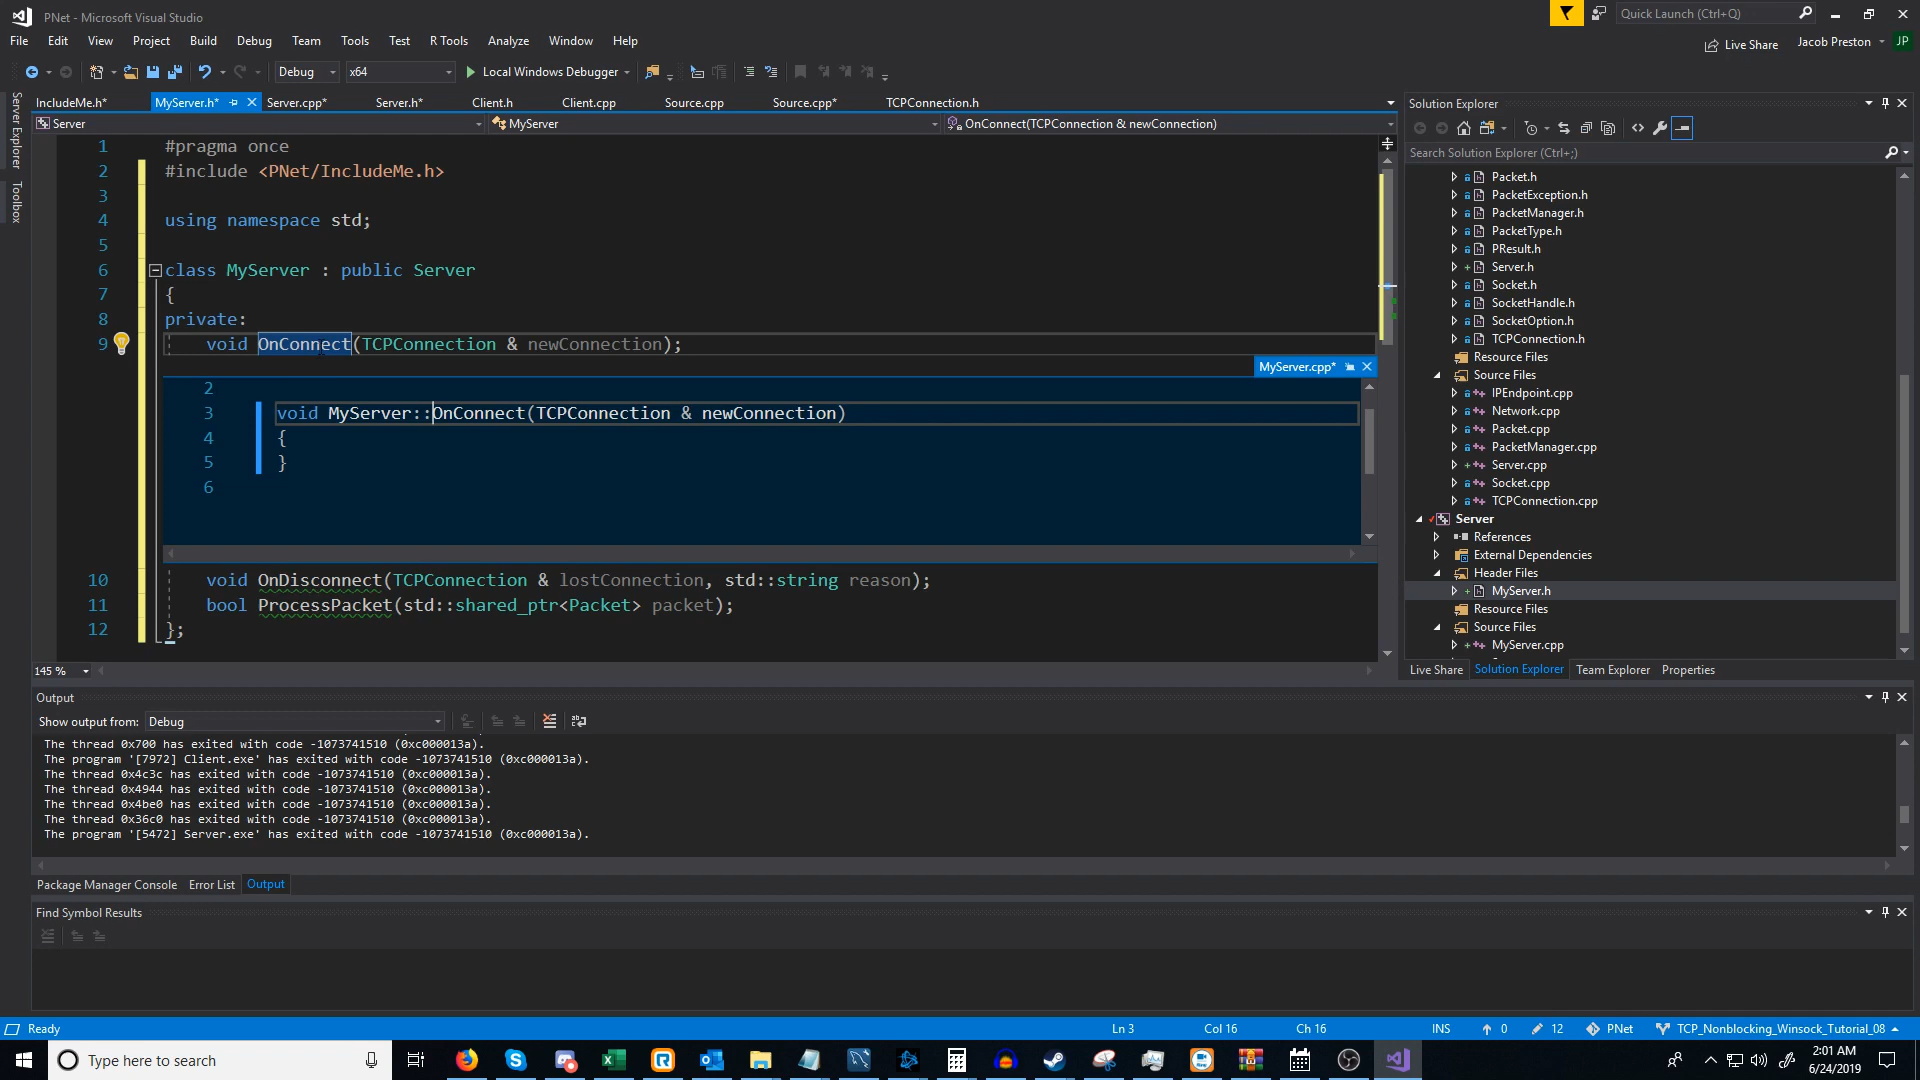 PNet - Microsoft Visual Studio
Quick Launch (Ctrl+Q)
File Edit View Project Build Debug Team Tools Test R Tools Analyze Window Help
Live Share Jacob Preston JP
Debug x64 Local Windows Debugger
IncludeMe.h* MyServer.h* Server.cpp* Server.h* Client.h Client.cpp Source.cpp Source.cpp* TCPConnection.h
Server MyServer OnConnect(TCPConnection & newConnection)
Server Explorer
Toolbox
1 #pragma once
2 #include <PNet/IncludeMe.h>
3
4 using namespace std;
5
6 class MyServer : public Server
7 {
8 private:
9 void OnConnect(TCPConnection & newConnection);
MyServer.cpp*
2
3 void MyServer::OnConnect(TCPConnection & newConnection)
4 {
5 }
6
10 void OnDisconnect(TCPConnection & lostConnection, std::string reason);
11 bool ProcessPacket(std::shared_ptr<Packet> packet);
12 };
145 %
Solution Explorer
Search Solution Explorer (Ctrl+;)
Packet.h
PacketException.h
PacketManager.h
PacketType.h
PResult.h
Server.h
Socket.h
SocketHandle.h
SocketOption.h
TCPConnection.h
Resource Files
Source Files
IPEndpoint.cpp
Network.cpp
Packet.cpp
PacketManager.cpp
Server.cpp
Socket.cpp
TCPConnection.cpp
Server
References
External Dependencies
Header Files
MyServer.h
Resource Files
Source Files
MyServer.cpp
Live Share Solution Explorer Team Explorer Properties
Output
Show output from: Debug
The thread 0x700 has exited with code -1073741510 (0xc000013a).
The program '[7972] Client.exe' has exited with code -1073741510 (0xc000013a).
The thread 0x4c3c has exited with code -1073741510 (0xc000013a).
The thread 0x4944 has exited with code -1073741510 (0xc000013a).
The thread 0x4be0 has exited with code -1073741510 (0xc000013a).
The thread 0x36c0 has exited with code -1073741510 (0xc000013a).
The program '[5472] Server.exe' has exited with code -1073741510 (0xc000013a).
Package Manager Console Error List Output
Find Symbol Results
Ready Ln 3 Col 16 Ch 16 INS 0 12 PNet TCP_Nonblocking_Winsock_Tutorial_08
Type here to search
2:01 AM
6/24/2019